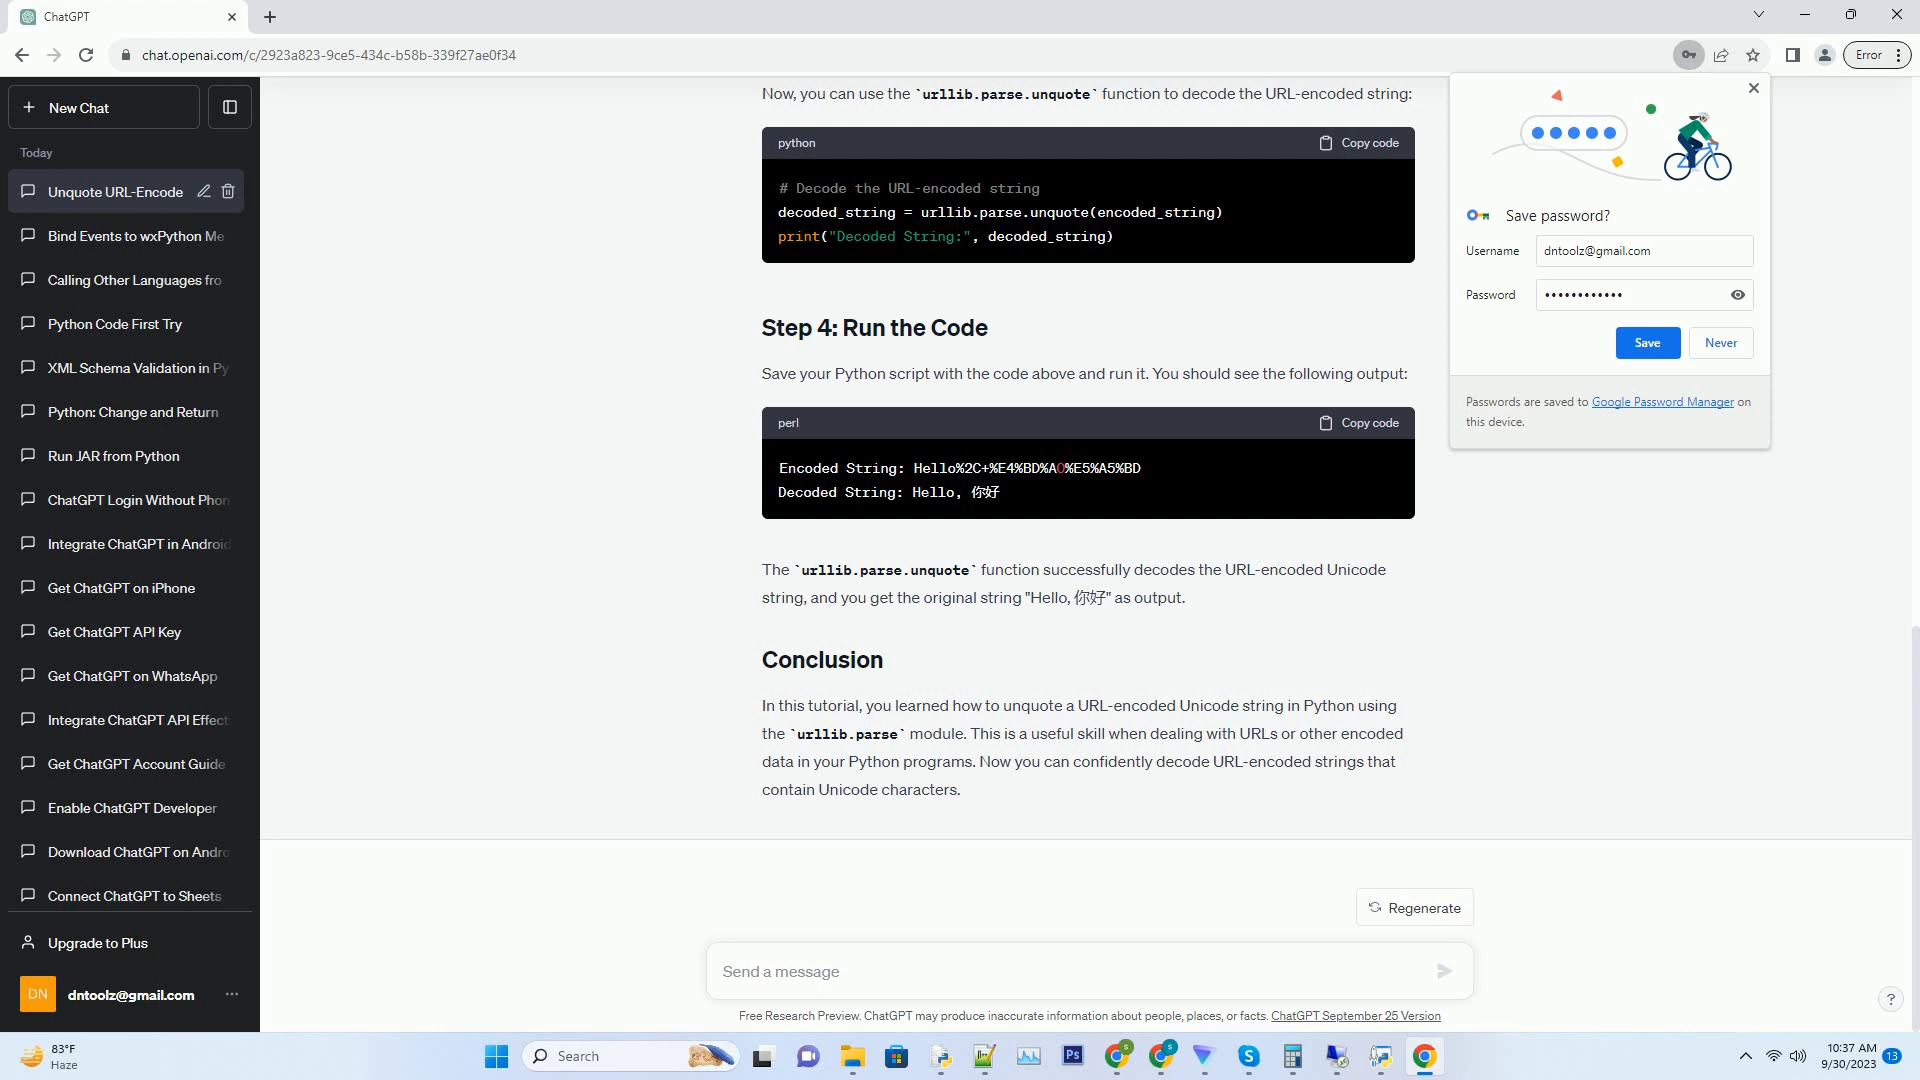 ChatGPT
chat.openai.com/c/2923a823-9ce5-434c-b58b-339f27ae0f34
Error
New Chat
Today
Unquote URL-Encode
Bind Events to wxPython Me
Calling Other Languages fro
Python Code First Try
XML Schema Validation in Py
Python: Change and Return
Run JAR from Python
ChatGPT Login Without Phon
Integrate ChatGPT in Android
Get ChatGPT on iPhone
Get ChatGPT API Key
Get ChatGPT on WhatsApp
Integrate ChatGPT API Effect
Get ChatGPT Account Guide
Enable ChatGPT Developer
Download ChatGPT on Andro
Connect ChatGPT to Sheets
Upgrade to Plus
DN
dntoolz@gmail.com
Now, you can use the `urllib.parse.unquote` function to decode the URL-encoded string:
python
Copy code
# Decode the URL-encoded string
decoded_string = urllib.parse.unquote(encoded_string)
print("Decoded String:", decoded_string)
Step 4: Run the Code
Save your Python script with the code above and run it. You should see the following output:
perl
Copy code
Encoded String: Hello%2C+%E4%BD%A0%E5%A5%BD
Decoded String: Hello, 你好
The `urllib.parse.unquote` function successfully decodes the URL-encoded Unicode
string, and you get the original string "Hello, 你好" as output.
Conclusion
In this tutorial, you learned how to unquote a URL-encoded Unicode string in Python using
the `urllib.parse` module. This is a useful skill when dealing with URLs or other encoded
data in your Python programs. Now you can confidently decode URL-encoded strings that
contain Unicode characters.
Regenerate
Send a message
Free Research Preview. ChatGPT may produce inaccurate information about people, places, or facts. ChatGPT September 25 Version
?
Save password?
Username
dntoolz@gmail.com
Password
••••••••••••
Save
Never
Passwords are saved to Google Password Manager on
this device.
83°F
Haze
Search
Ps
S
S
10:37 AM
9/30/2023
13